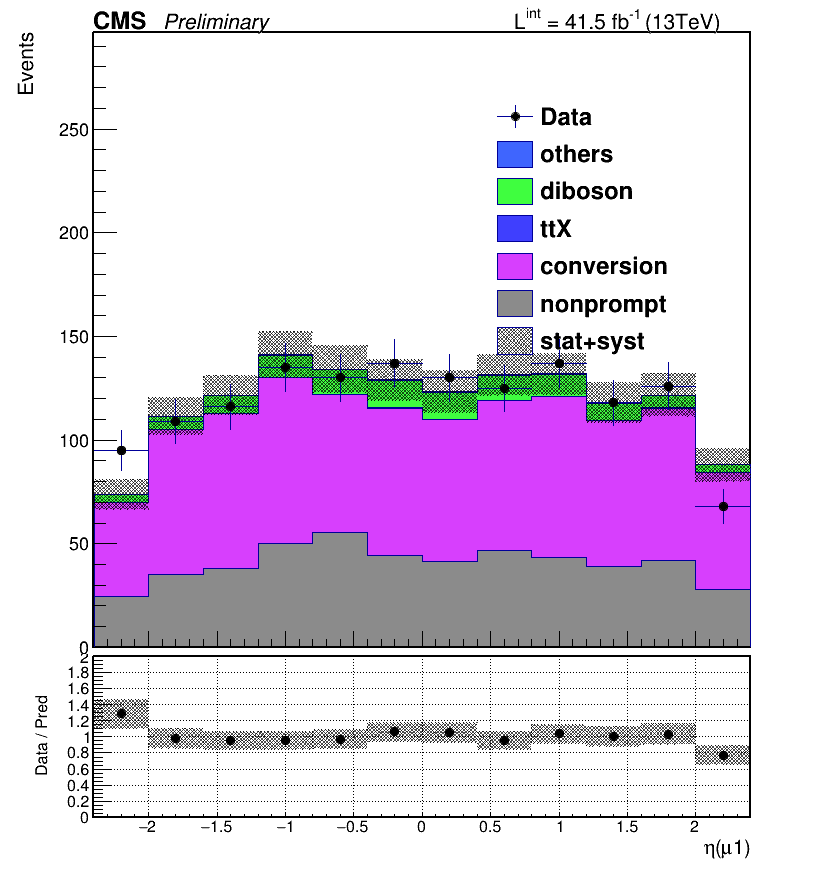 CMS Preliminary L^int = 41.5 fb^-1 (13TeV)
Events
250
200
150
100
50
0
Data
others
diboson
ttX
conversion
nonprompt
stat+syst
Data / Pred
2
1.8
1.6
1.4
1.2
1
0.8
0.6
0.4
0.2
0
−2 −1.5 −1 −0.5 0 0.5 1 1.5 2
η(μ1)